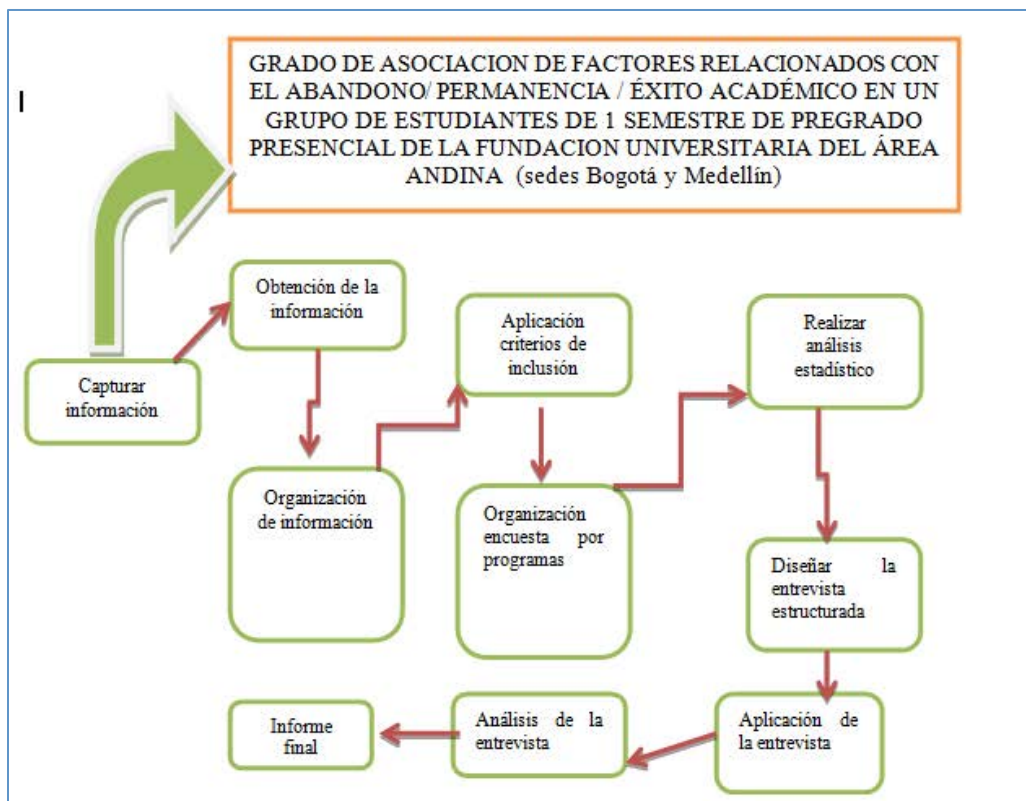 GRADO DE ASOCIACION DE FACTORES RELACIONADOS CON
EL ABANDONO/ PERMANENCIA / ÉXITO ACADÉMICO EN UN
GRUPO DE ESTUDIANTES DE 1 SEMESTRE DE PREGRADO
PRESENCIAL DE LA FUNDACION UNIVERSITARIA DEL ÁREA
ANDINA (sedes Bogotá y Medellín)
Capturar
información
Obtención de la
información
Organización
de información
Aplicación
criterios de
inclusión
Organización
encuesta por
programas
Realizar
análisis
estadístico
Diseñar la
entrevista
estructurada
Aplicación de
la entrevista
Análisis de la
entrevista
Informe
final